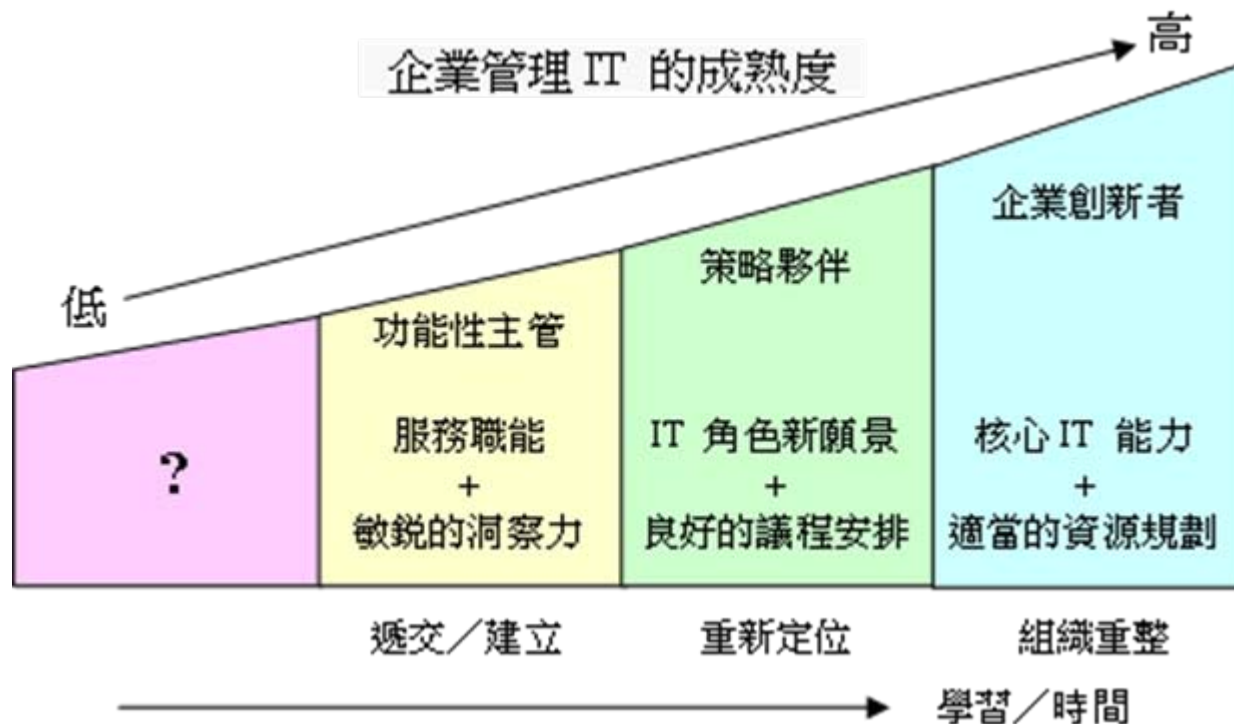 企業管理 IT 的成熟度
高
低
?
功能性主管
服務職能
+
敏銳的洞察力
策略夥伴
IT 角色新願景
+
良好的議程安排
企業創新者
核心 IT 能力
+
適當的資源規劃
遞交／建立
重新定位
組織重整
學習／時間